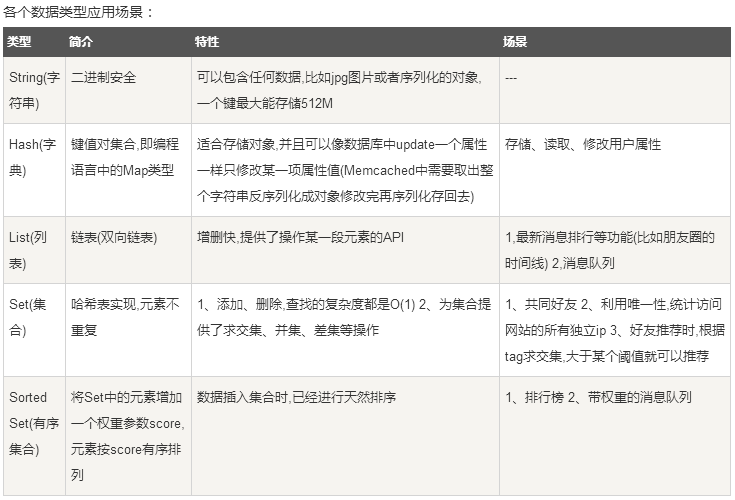 各个数据类型应用场景：
类型 简介 特性 场景
String(字
符串)
二进制安全
可以包含任何数据,比如jpg图片或者序列化的对象,
一个键最大能存储512M
---
Hash(字
典)
键值对集合,即编程
语言中的Map类型
适合存储对象,并且可以像数据库中update一个属性
一样只修改某一项属性值(Memcached中需要取出整
个字符串反序列化成对象修改完再序列化存回去)
存储、读取、修改用户属性
List(列
表)
链表(双向链表)
增删快,提供了操作某一段元素的API
1,最新消息排行等功能(比如朋友圈的
时间线) 2,消息队列
Set(集
合)
哈希表实现,元素不
重复
1、添加、删除,查找的复杂度都是O(1) 2、为集合提
供了求交集、并集、差集等操作
1、共同好友 2、利用唯一性,统计访问
网站的所有独立ip 3、好友推荐时,根据
tag求交集,大于某个阈值就可以推荐
Sorted
Set(有序
集合)
将Set中的元素增加
一个权重参数score,
元素按score有序排
列
数据插入集合时,已经进行天然排序
1、排行榜 2、带权重的消息队列